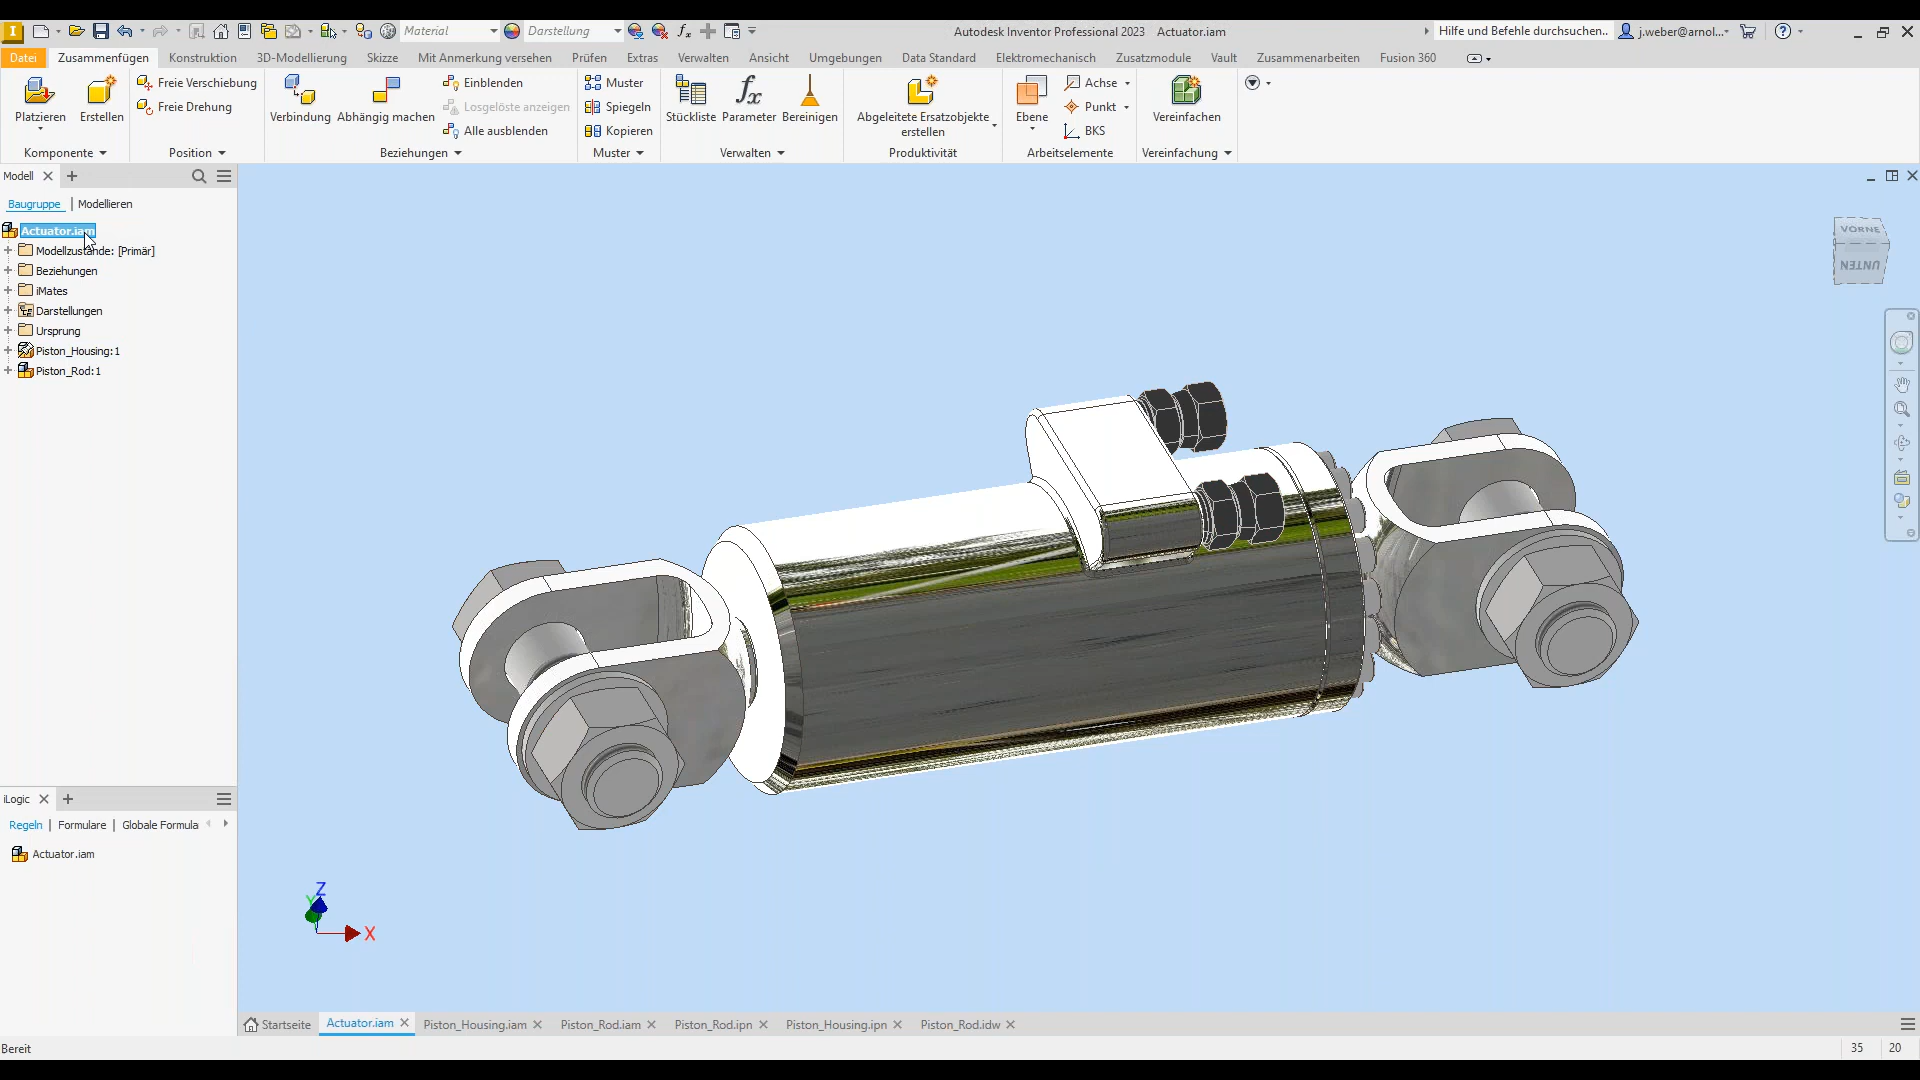 I Material Darstellung fx Autodesk Inventor Professional 2023 Actuator.iam Hilfe und Befehle durchsuchen.. j.weber@arnol...
Datei Zusammenfügen Konstruktion 3D-Modellierung Skizze Mit Anmerkung versehen Prüfen Extras Verwalten Ansicht Umgebungen Data Standard Elektromechanisch Zusatzmodule Vault Zusammenarbeiten Fusion 360
Platzieren
Erstellen
Freie Verschiebung
Freie Drehung
Verbindung
Abhängig machen
Einblenden
Losgelöste anzeigen
Alle ausblenden
Muster
Spiegeln
Kopieren
Stückliste
fx
Parameter
Bereinigen
Abgeleitete Ersatzobjekte
erstellen
Ebene
Achse
Punkt
BKS
Vereinfachen
Komponente Position Beziehungen Muster Verwalten Produktivität Arbeitselemente Vereinfachung
Modell
Baugruppe | Modellieren
Actuator.iam
Modellzustände: [Primär]
Beziehungen
iMates
Darstellungen
Ursprung
Piston_Housing:1
Piston_Rod:1
VORNE
UNTEN
iLogic
Regeln | Formulare | Globale Formula
Actuator.iam
Z
Y
X
Startseite Actuator.iam Piston_Housing.iam Piston_Rod.iam Piston_Rod.ipn Piston_Housing.ipn Piston_Rod.idw
Bereit 35 20